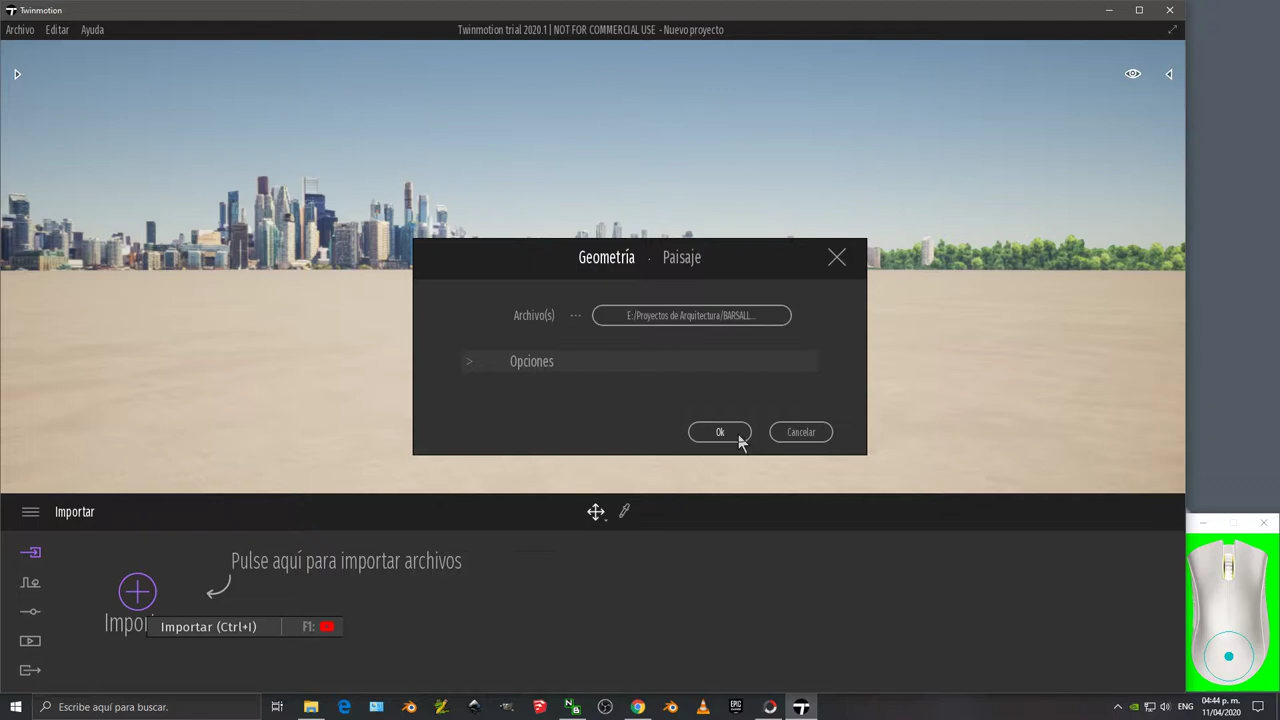 Twinmotion
Archivo Editar Ayuda
Twinmotion trial 2020.1 | NOT FOR COMMERCIAL USE - Nuevo proyecto
Geometría · Paisaje
Archivo(s) ··· E:/Proyectos de Arquitectura/BARSALL...
> Opciones
Ok Cancelar
Importar
Pulse aquí para importar archivos
Impor
Importar (Ctrl+I) F1:
Escribe aquí para buscar.
04:44 p. m.
11/04/2020